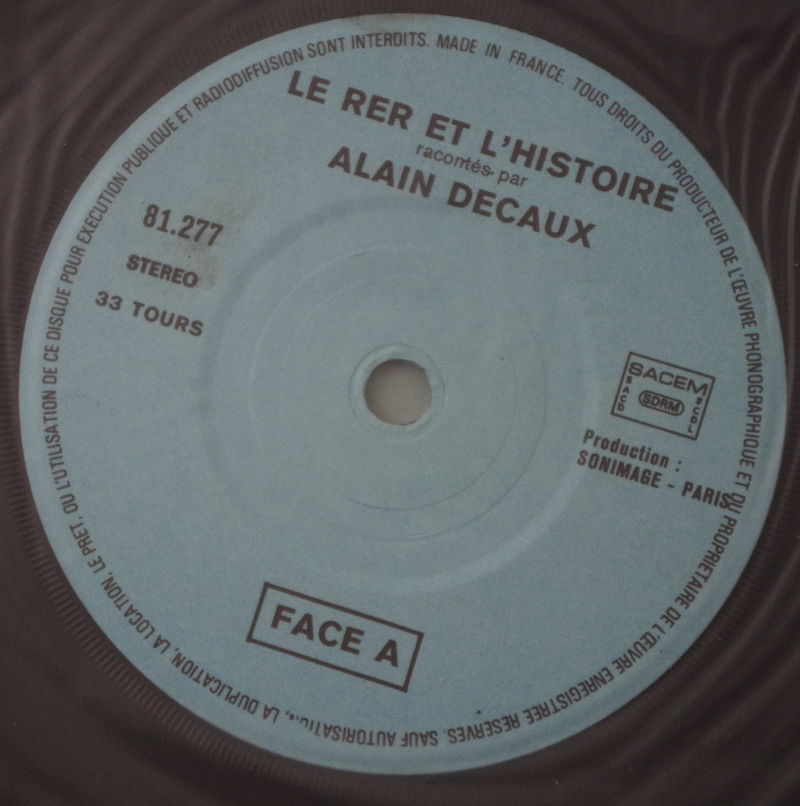 LE RER ET L'HISTOIRE
racontés par
ALAIN DECAUX
81.277
STEREO
33 TOURS
SACEM
SACD
SDRM
SCDL
Production :
SONIMAGE - PARIS
FACE A
MADE IN FRANCE. TOUS DROITS DU PRODUCTEUR DE L'ŒUVRE PHONOGRAPHIQUE ET DU PROPRIETAIRE DE L'ŒUVRE ENREGISTREE RESERVES. SAUF AUTORISATION, LA DUPLICATION, LA LOCATION, LE PRET, OU L'UTILISATION DE CE DISQUE POUR EXECUTION PUBLIQUE ET RADIODIFFUSION SONT INTERDITS.